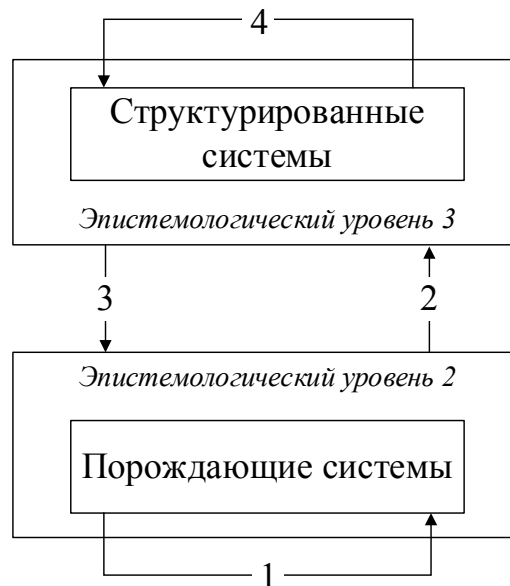 4
Структурированные
системы
Эпистемологический уровень 3
3
2
Эпистемологический уровень 2
Порождающие системы
1